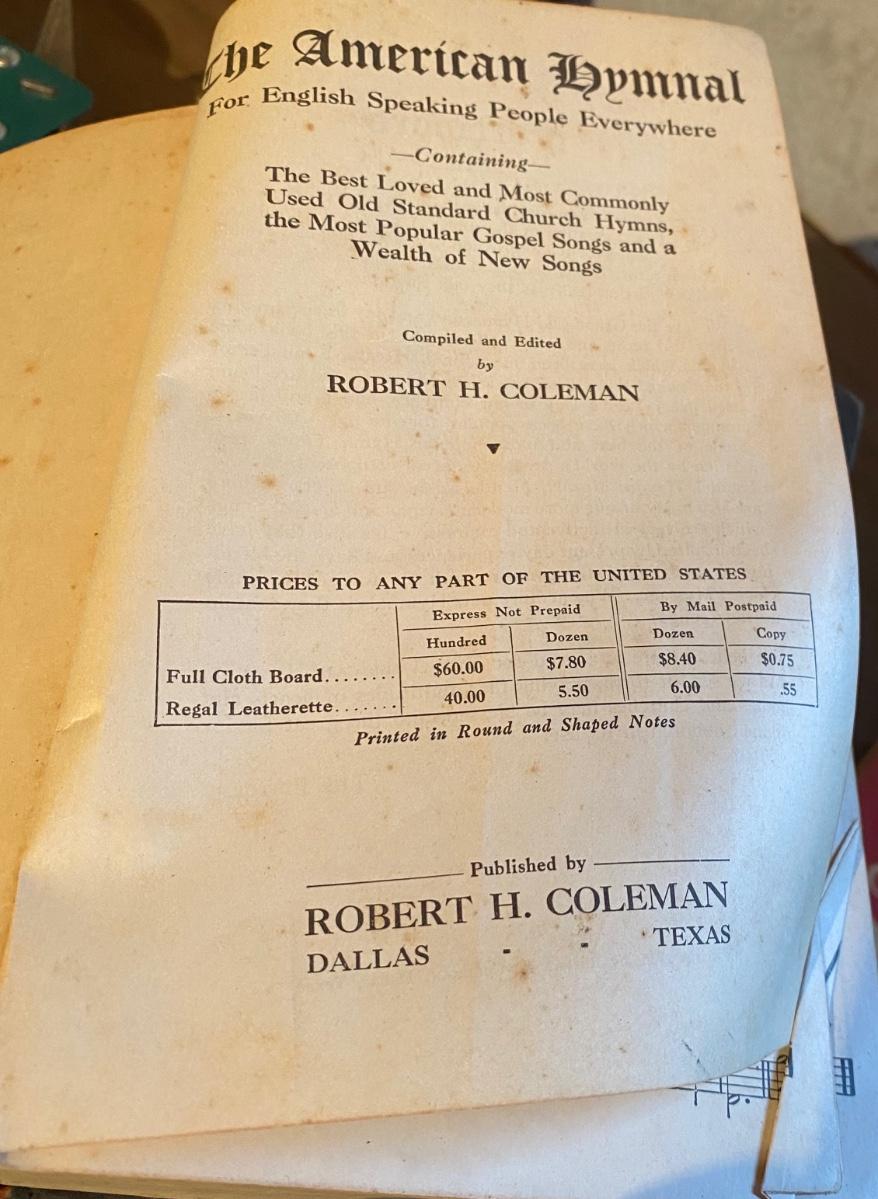 The American Hymnal
For English Speaking People Everywhere
—Containing—
The Best Loved and Most Commonly
Used Old Standard Church Hymns,
the Most Popular Gospel Songs and a
Wealth of New Songs
Compiled and Edited
by
ROBERT H. COLEMAN
PRICES TO ANY PART OF THE UNITED STATES
Express Not Prepaid By Mail Postpaid
Hundred Dozen Dozen Copy
Full Cloth Board........ $60.00 $7.80 $8.40 $0.75
Regal Leatherette....... 40.00 5.50 6.00 .55
Printed in Round and Shaped Notes
Published by
ROBERT H. COLEMAN
DALLAS - - TEXAS